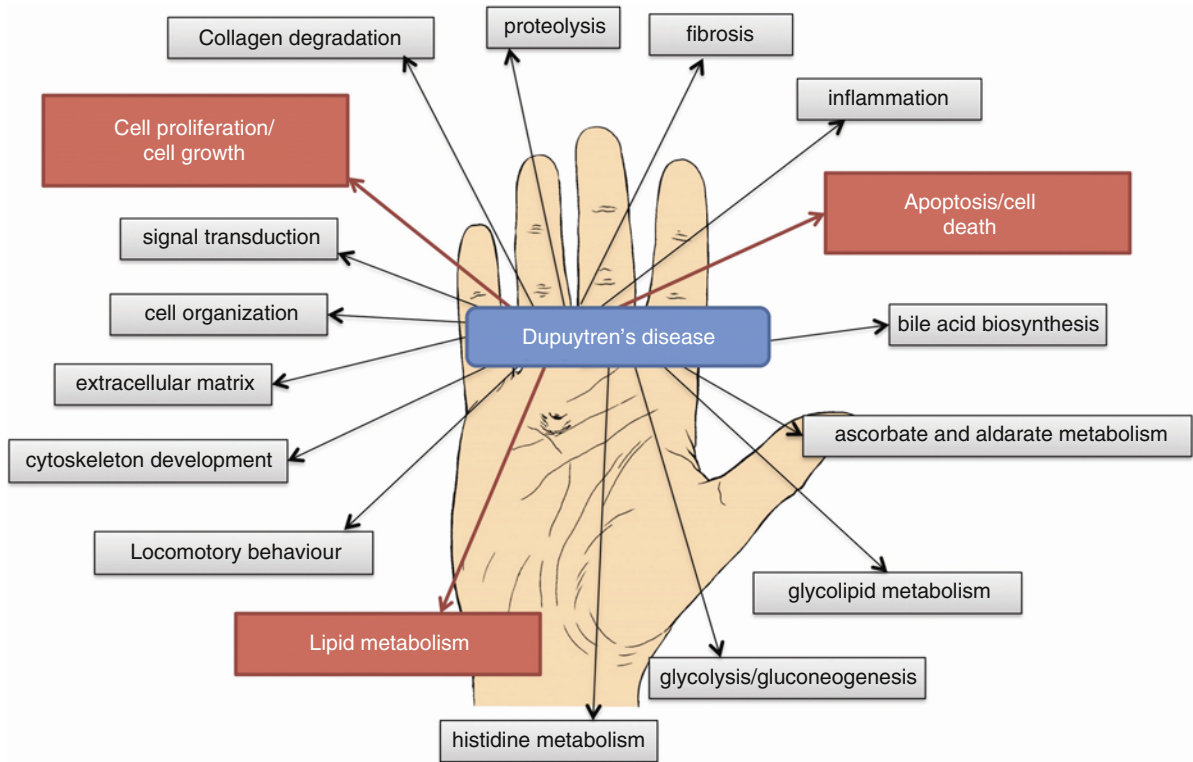 proteolysis
Collagen degradation
fibrosis
inflammation
Cell proliferation/
cell growth
Apoptosis/cell
death
signal transduction
cell organization
bile acid biosynthesis
Dupuytren’s disease
extracellular matrix
ascorbate and aldarate metabolism
cytoskeleton development
Locomotory behaviour
glycolipid metabolism
Lipid metabolism
glycolysis/gluconeogenesis
histidine metabolism